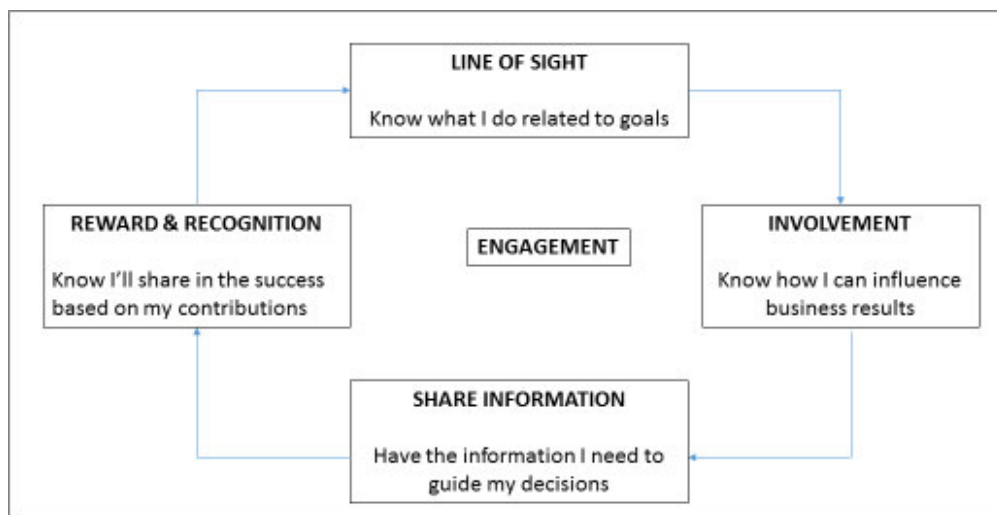 LINE OF SIGHT
Know what I do related to goals
REWARD & RECOGNITION
Know I'll share in the success
based on my contributions
ENGAGEMENT
INVOLVEMENT
Know how I can influence
business results
SHARE INFORMATION
Have the information I need to
guide my decisions